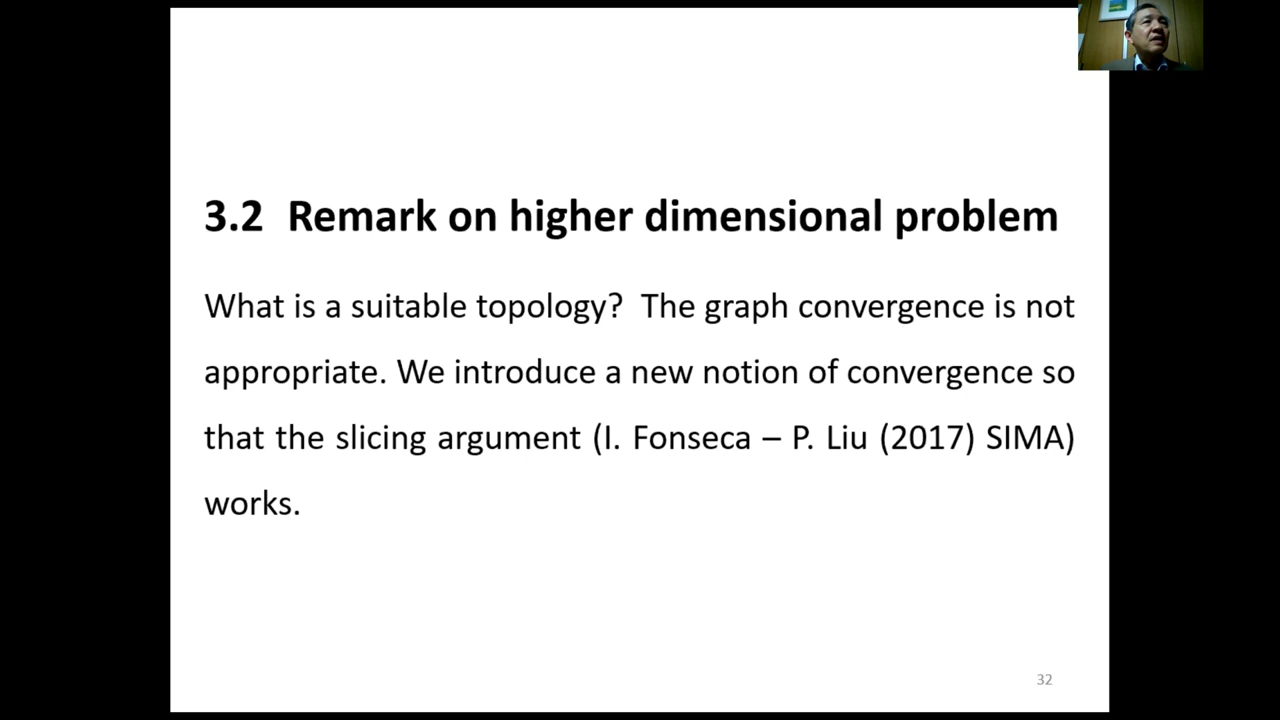 3.2 Remark on higher dimensional problem
What is a suitable topology? The graph convergence is not
appropriate. We introduce a new notion of convergence so
that the slicing argument (I. Fonseca – P. Liu (2017) SIMA)
works.
32